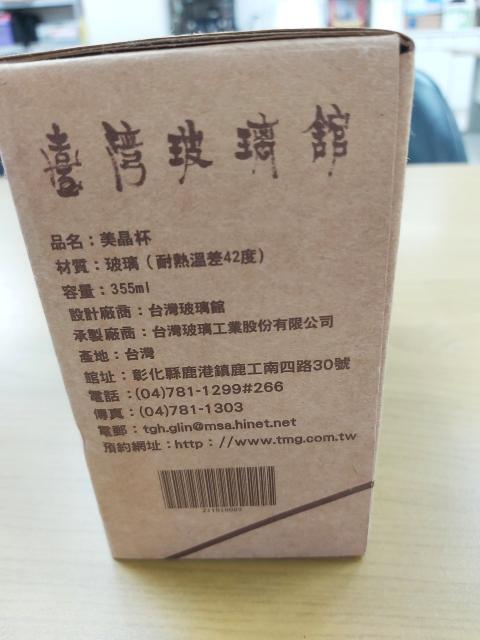 臺灣玻璃館
品名：美晶杯
材質：玻璃（耐熱溫差42度）
容量：355ml
設計廠商：台灣玻璃館
承製廠商：台灣玻璃工業股份有限公司
產地：台灣
館址：彰化縣鹿港鎮鹿工南四路30號
電話：(04)781-1299#266
傳真：(04)781-1303
電郵：tgh.glin@msa.hinet.net
預約網址：http：//www.tmg.com.tw